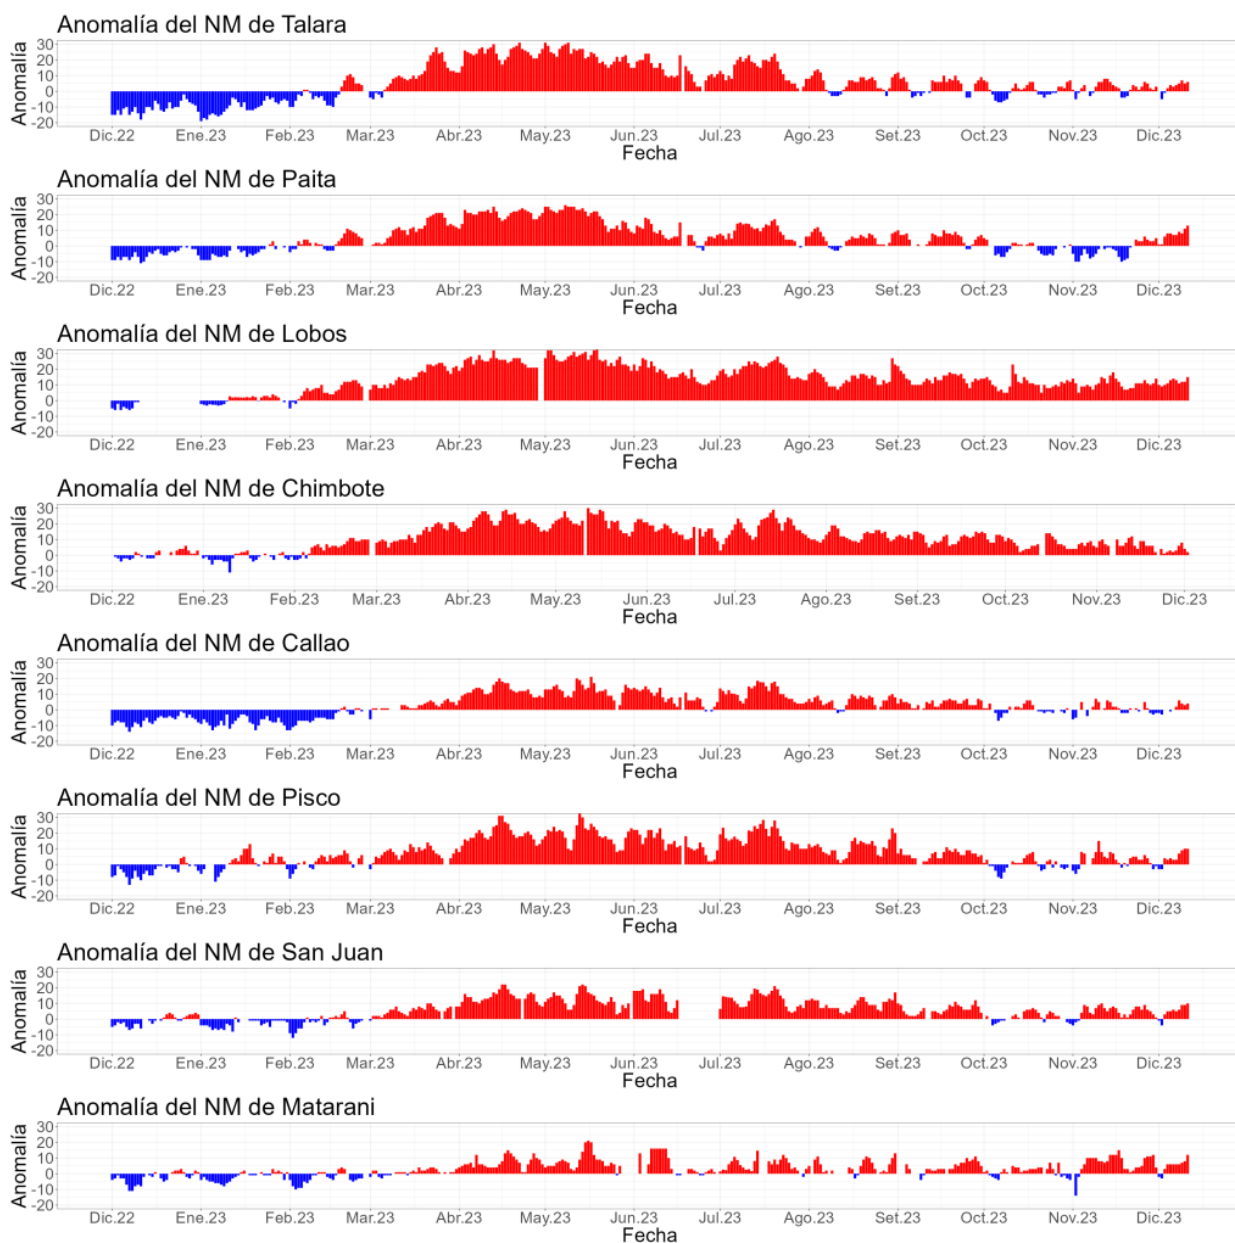 Anomalía del NM de Talara
Anomalía
30
20
10
0
-10
-20
Dic.22 Ene.23 Feb.23 Mar.23 Abr.23 May.23 Jun.23 Jul.23 Ago.23 Set.23 Oct.23 Nov.23 Dic.23
Fecha
Anomalía del NM de Paita
Anomalía
30
20
10
0
-10
-20
Dic.22 Ene.23 Feb.23 Mar.23 Abr.23 May.23 Jun.23 Jul.23 Ago.23 Set.23 Oct.23 Nov.23 Dic.23
Fecha
Anomalía del NM de Lobos
Anomalía
30
20
10
0
-10
-20
Dic.22 Ene.23 Feb.23 Mar.23 Abr.23 May.23 Jun.23 Jul.23 Ago.23 Set.23 Oct.23 Nov.23 Dic.23
Fecha
Anomalía del NM de Chimbote
Anomalía
30
20
10
0
-10
-20
Dic.22 Ene.23 Feb.23 Mar.23 Abr.23 May.23 Jun.23 Jul.23 Ago.23 Set.23 Oct.23 Nov.23 Dic.23
Fecha
Anomalía del NM de Callao
Anomalía
30
20
10
0
-10
-20
Dic.22 Ene.23 Feb.23 Mar.23 Abr.23 May.23 Jun.23 Jul.23 Ago.23 Set.23 Oct.23 Nov.23 Dic.23
Fecha
Anomalía del NM de Pisco
Anomalía
30
20
10
0
-10
-20
Dic.22 Ene.23 Feb.23 Mar.23 Abr.23 May.23 Jun.23 Jul.23 Ago.23 Set.23 Oct.23 Nov.23 Dic.23
Fecha
Anomalía del NM de San Juan
Anomalía
30
20
10
0
-10
-20
Dic.22 Ene.23 Feb.23 Mar.23 Abr.23 May.23 Jun.23 Jul.23 Ago.23 Set.23 Oct.23 Nov.23 Dic.23
Fecha
Anomalía del NM de Matarani
Anomalía
30
20
10
0
-10
-20
Dic.22 Ene.23 Feb.23 Mar.23 Abr.23 May.23 Jun.23 Jul.23 Ago.23 Set.23 Oct.23 Nov.23 Dic.23
Fecha